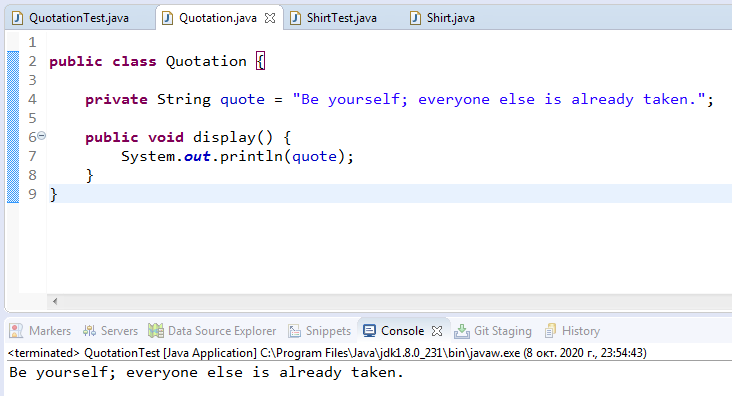 QuotationTest.java Quotation.java ShirtTest.java Shirt.java
1
2 public class Quotation {
3
4 private String quote = "Be yourself; everyone else is already taken.";
5
6 public void display() {
7 System.out.println(quote);
8 }
9 }
Markers Servers Data Source Explorer Snippets Console Git Staging History
<terminated> QuotationTest [Java Application] C:\Program Files\Java\jdk1.8.0_231\bin\javaw.exe (8 окт. 2020 г., 23:54:43)
Be yourself; everyone else is already taken.